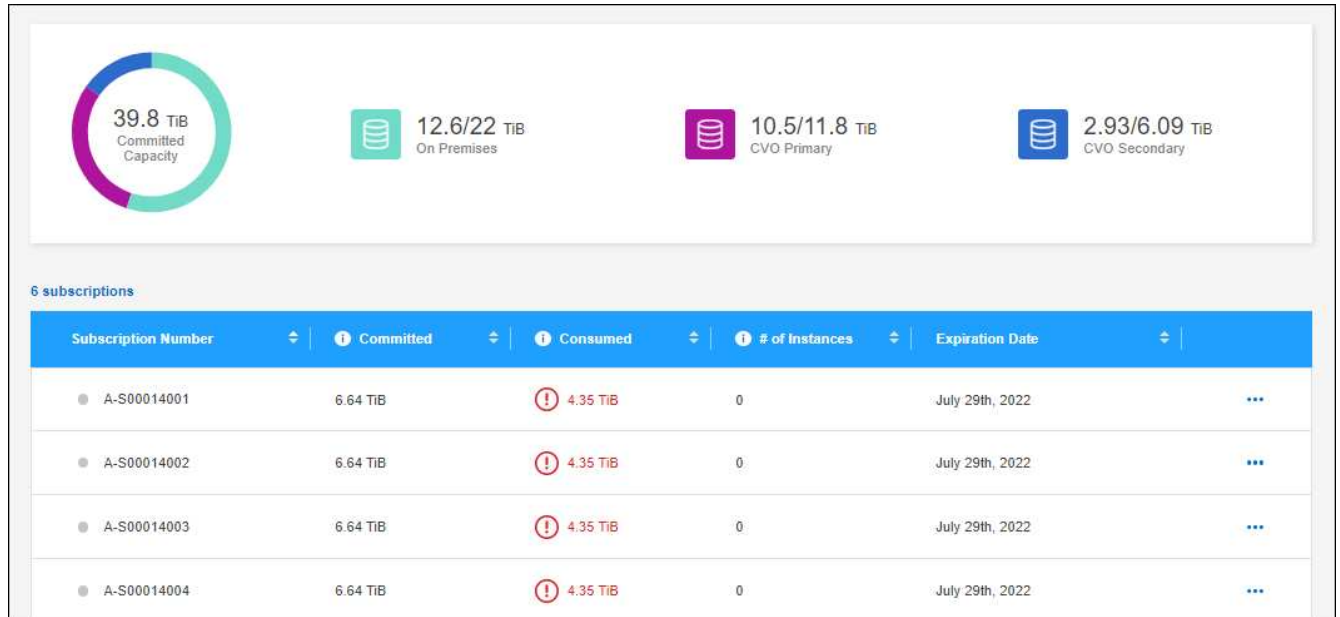 39.8 TiB
Committed
Capacity
12.6/22 TiB
On Premises
10.5/11.8 TiB
CVO Primary
2.93/6.09 TiB
CVO Secondary
6 subscriptions
Subscription Number Committed Consumed # of Instances Expiration Date
A-S00014001 6.64 TiB 4.35 TiB 0 July 29th, 2022
A-S00014002 6.64 TiB 4.35 TiB 0 July 29th, 2022
A-S00014003 6.64 TiB 4.35 TiB 0 July 29th, 2022
A-S00014004 6.64 TiB 4.35 TiB 0 July 29th, 2022